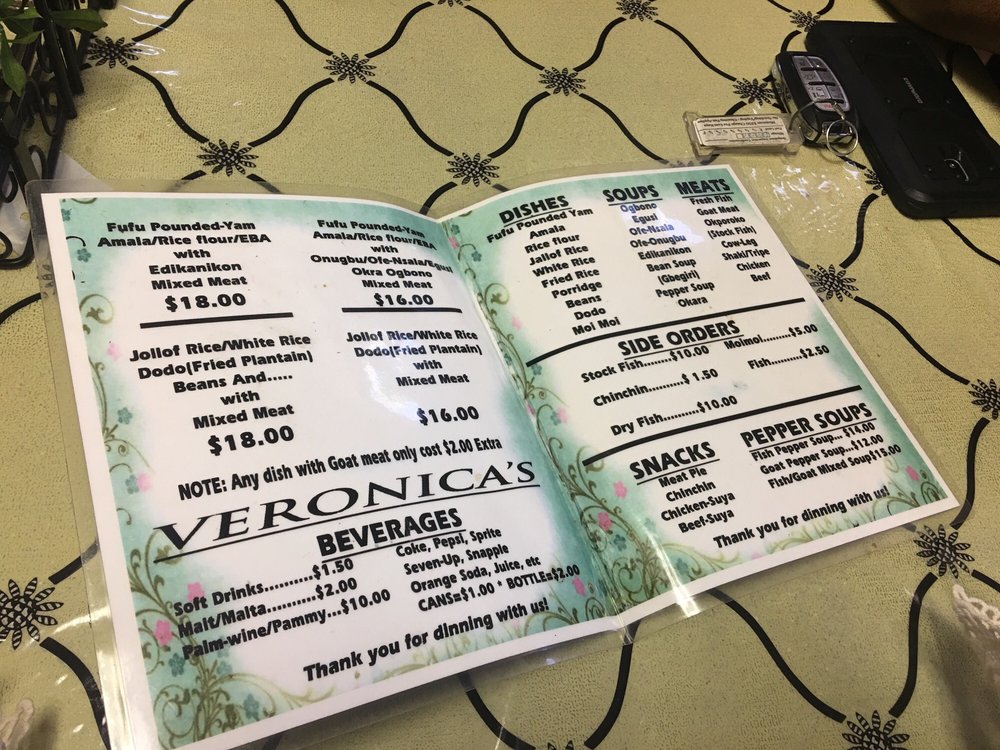 Fufu Pounded-Yam
Amala/Rice flour/EBA
with
Edikanikon
Mixed Meat
$18.00
Fufu Pounded-Yam
Amala/Rice flour/EBA
with
Onugbu/Ofe-Nsala/Egusi
Okra Ogbono
Mixed Meat
$16.00
Jollof Rice/White Rice
Dodo(Fried Plantain)
Beans And.....
with
Mixed Meat
$18.00
Jollof Rice/White Rice
Dodo(Fried Plantain)
with
Mixed Meat
$16.00
NOTE: Any dish with Goat meat only cost $2.00 Extra
VERONICA'S
BEVERAGES
Soft Drinks..........$1.50
Malt/Malta..........$2.00
Palm-wine/Pammy...$10.00
Coke, Pepsi, Sprite
Seven-Up, Snapple
Orange Soda, Juice, etc
CANS=$1.00 * BOTTLE=$2.00
Thank you for dinning with us!
DISHES
Fufu Pounded Yam
Amala
Rice flour
Jallof Rice
White Rice
Fried Rice
Porridge
Beans
Dodo
Moi Moi
SOUPS
Ogbono
Egusi
Ofe-Nsala
Ofe-Onugbu
Edikanikon
Bean Soup
(Gbegiri)
Pepper Soup
Okara
MEATS
Fresh Fish
Goat Meat
Okporoko
(Stock Fish)
Cow-Leg
Shaki/Tripe
Chicken
Beef
SIDE ORDERS
Stock Fish.........$10.00
Moimoi........$5.00
Chinchin.........$ 1.50
Fish.........$2.50
Dry Fish..........$10.00
SNACKS
Meat Pie
Chinchin
Chicken-Suya
Beef-Suya
PEPPER SOUPS
Fish Pepper Soup... $14.00
Goat Pepper Soup...$12.00
Fish/Goat Mixed Soup$15.00
Thank you for dinning with us!